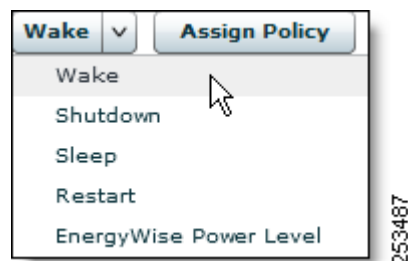 Wake Assign Policy
Wake
Shutdown
Sleep
Restart
EnergyWise Power Level
253487